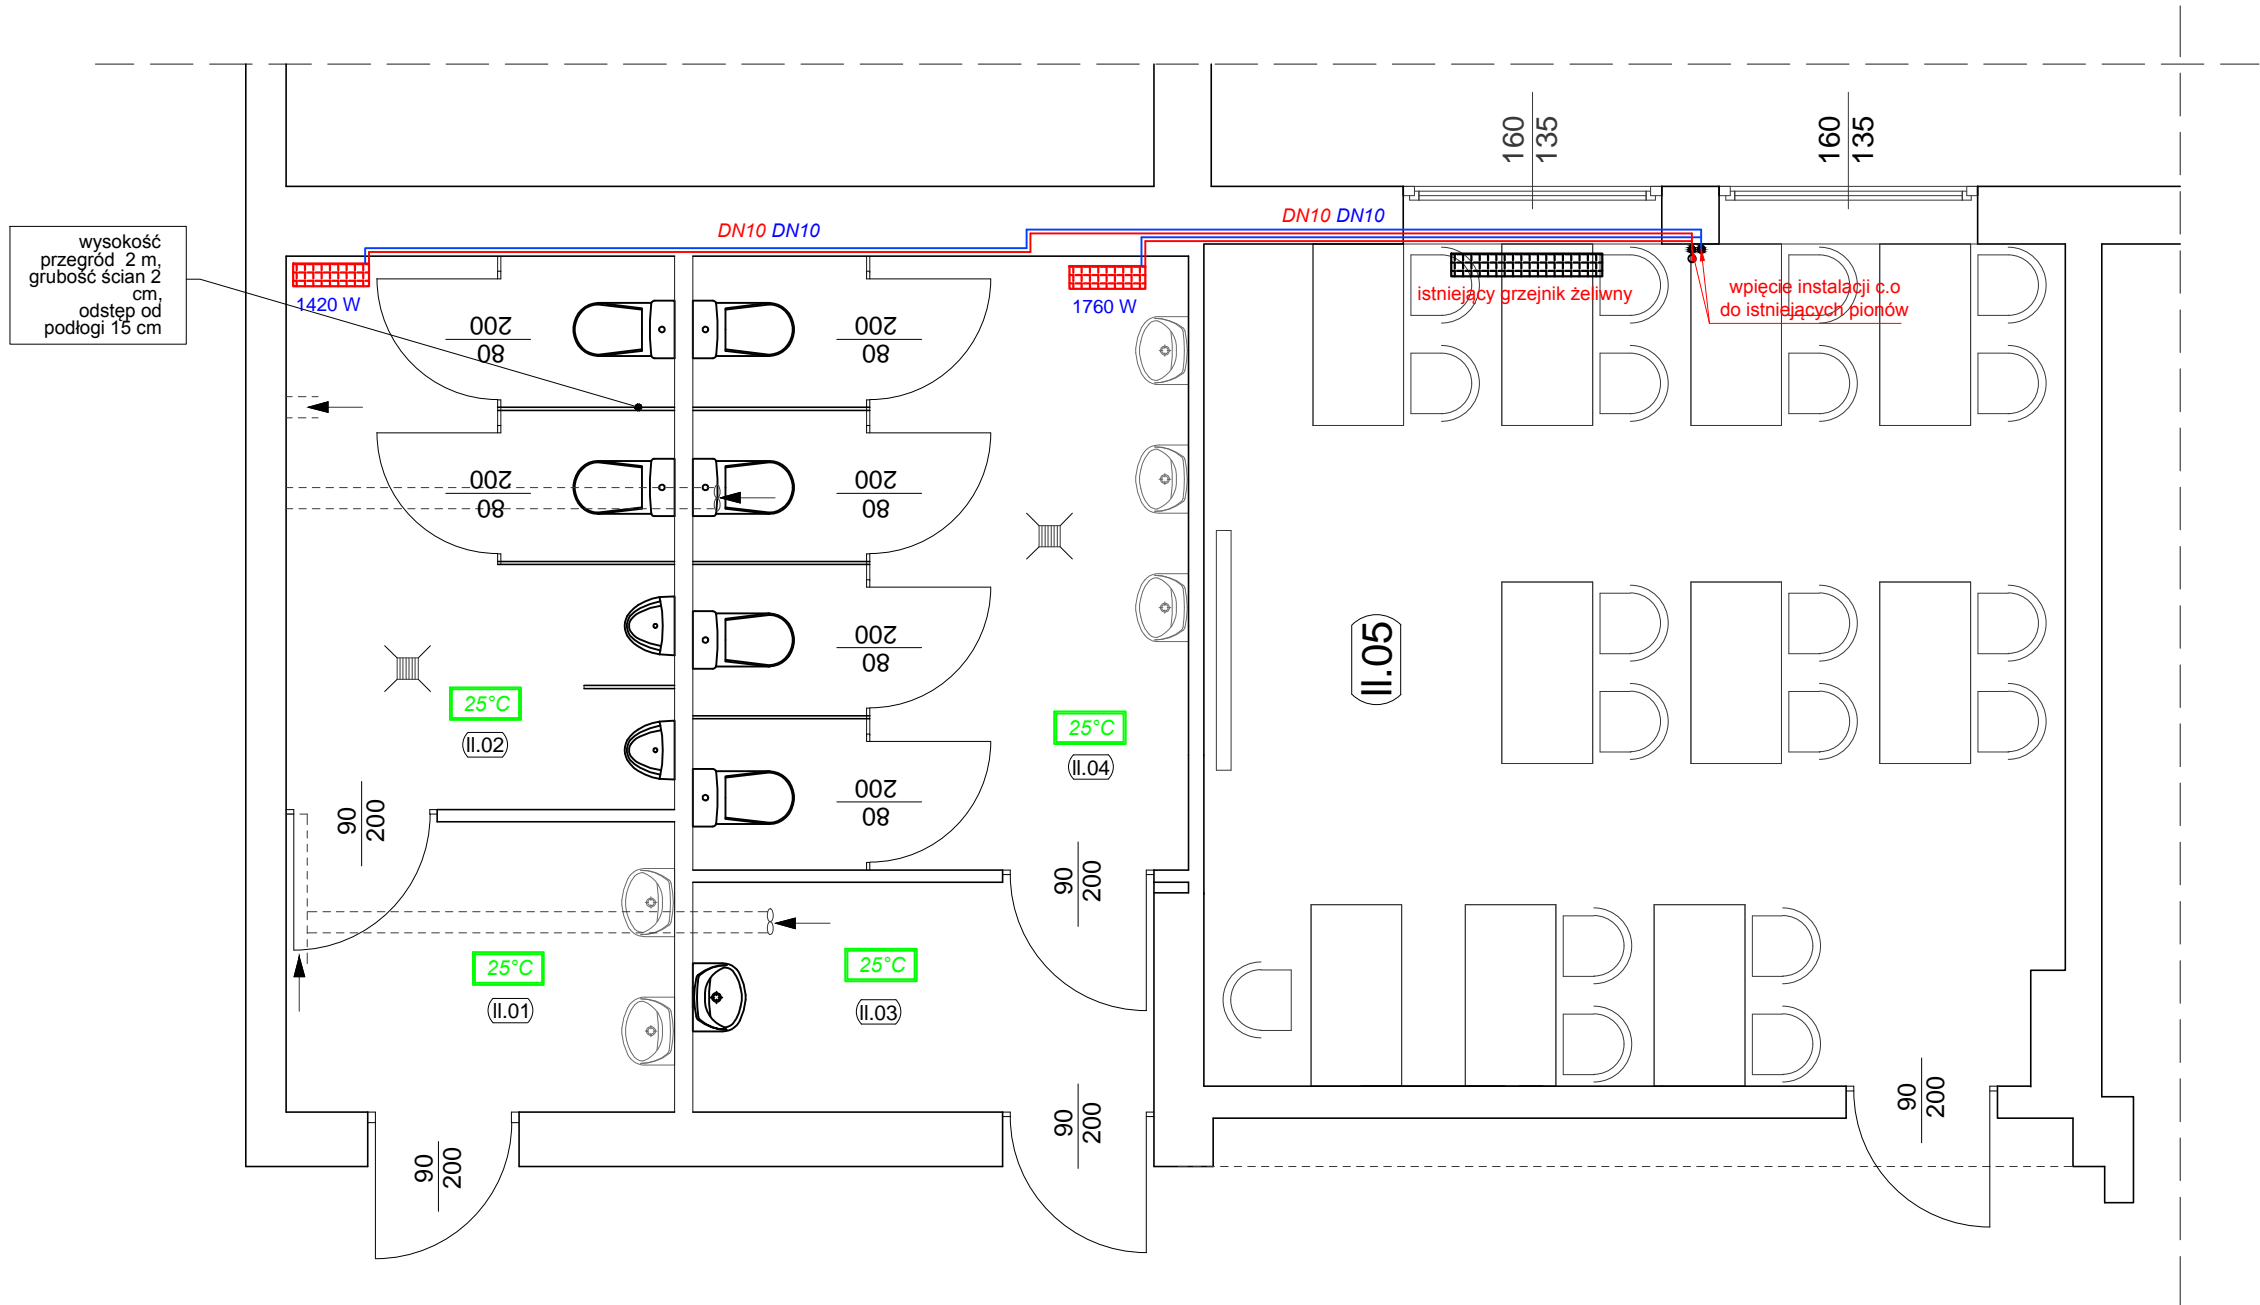 160
135
160
135
DN10 DN10
DN10 DN10
wysokość
przegród 2 m,
grubość ścian 2
cm,
odstęp od
podłogi 15 cm
1420 W
1760 W
istniejący grzejnik żeliwny
wpięcie instalacji c.o
do istniejących pionów
200
80
200
80
200
80
200
80
200
80
200
80
25°C
II.02
25°C
II.04
II.05
90
200
90
200
25°C
II.01
25°C
II.03
90
200
90
200
90
200